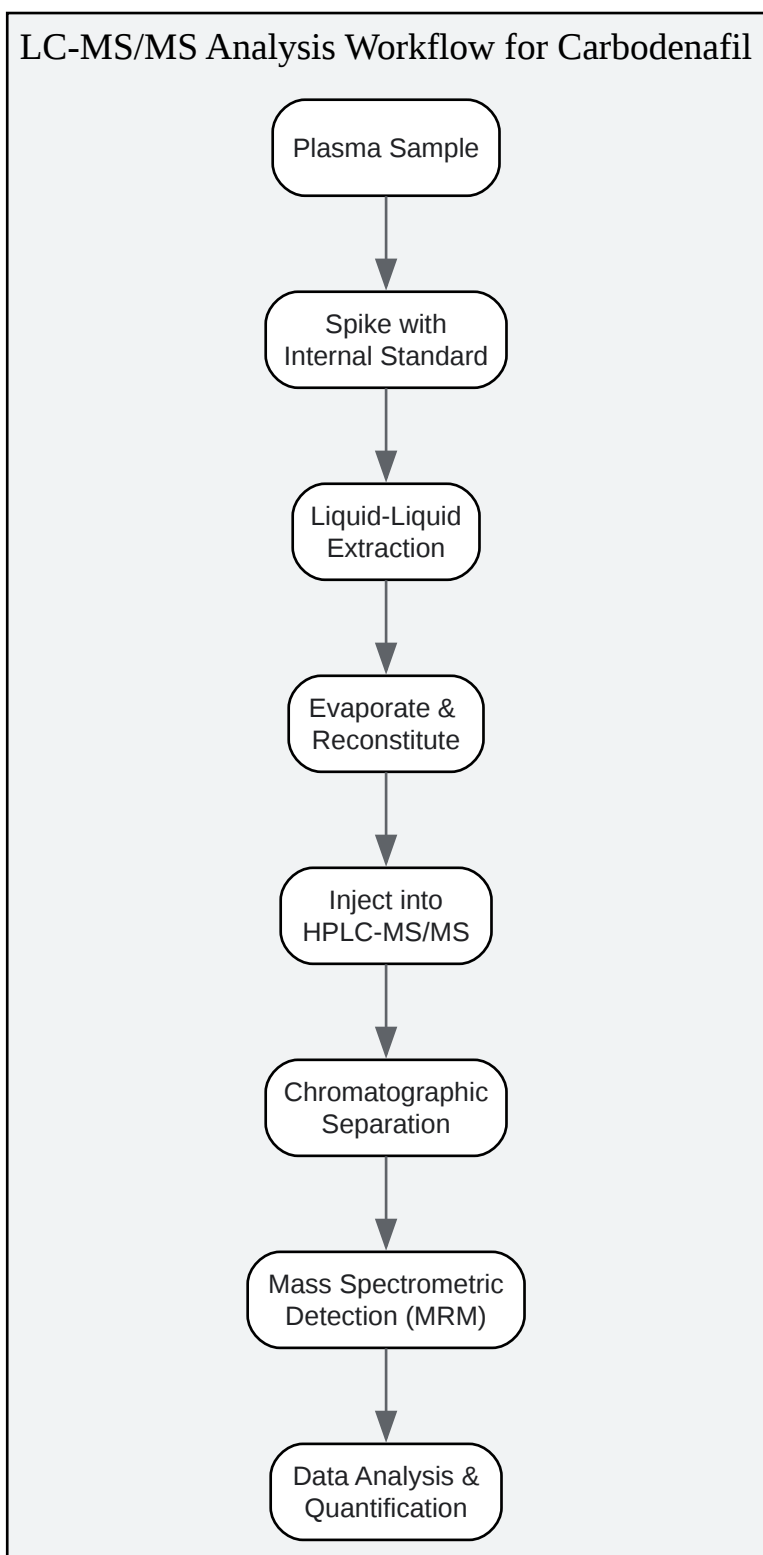 LC-MS/MS Analysis Workflow for Carbodenafil
Plasma Sample
Spike with
Internal Standard
Liquid-Liquid
Extraction
Evaporate &
Reconstitute
Inject into
HPLC-MS/MS
Chromatographic
Separation
Mass Spectrometric
Detection (MRM)
Data Analysis &
Quantification